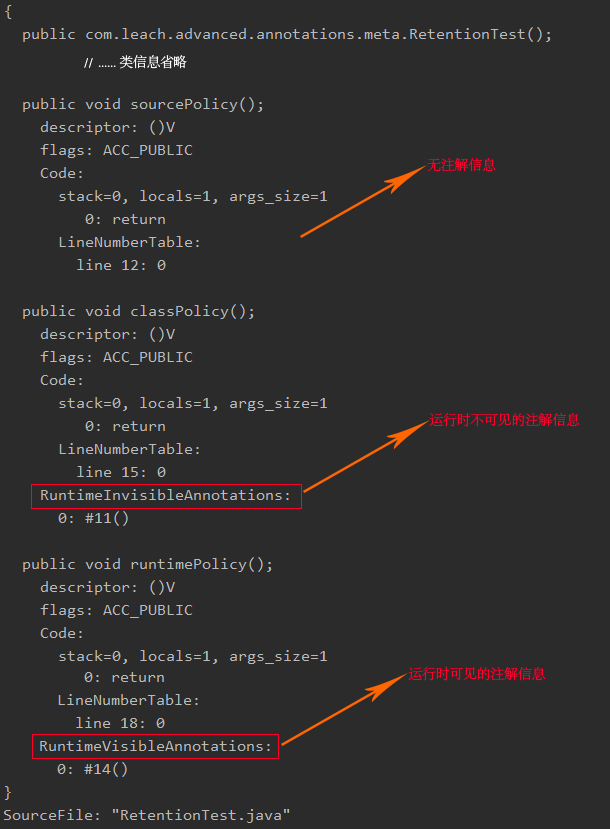 {
public com.leach.advanced.annotations.meta.RetentionTest();
// ...... 类信息省略
public void sourcePolicy();
descriptor: ()V
flags: ACC_PUBLIC
无注解信息
Code:
stack=0, locals=1, args_size=1
0: return
LineNumberTable:
line 12: 0
public void classPolicy();
descriptor: ()V
flags: ACC_PUBLIC
Code:
stack=0, locals=1, args_size=1
运行时不可见的注解信息
0: return
LineNumberTable:
line 15: 0
RuntimeInvisibleAnnotations:
0: #11()
public void runtimePolicy();
descriptor: ()V
flags: ACC_PUBLIC
Code:
stack=0, locals=1, args_size=1
运行时可见的注解信息
0: return
LineNumberTable:
line 18: 0
RuntimeVisibleAnnotations:
0: #14()
}
SourceFile: "RetentionTest.java"